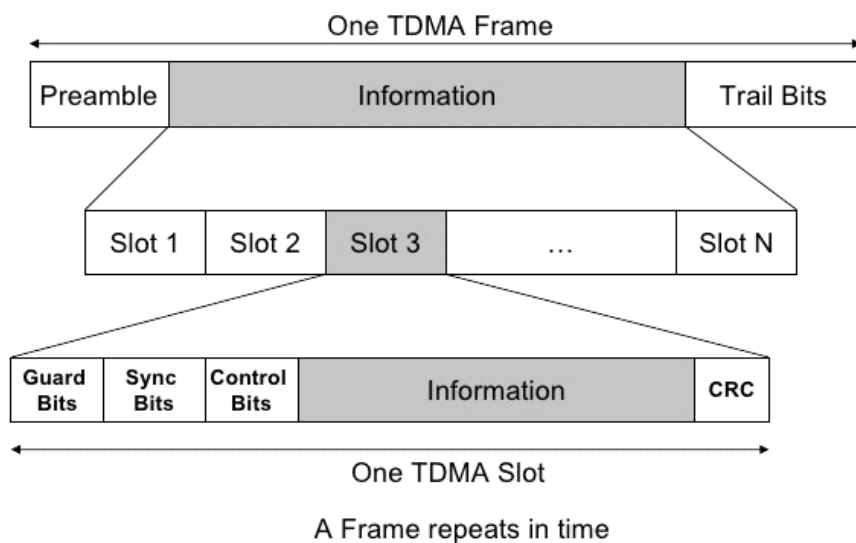 One TDMA Frame
Preamble Information Trail Bits
Slot 1 Slot 2 Slot 3 ... Slot N
Guard Bits Sync Bits Control Bits Information CRC
One TDMA Slot
A Frame repeats in time